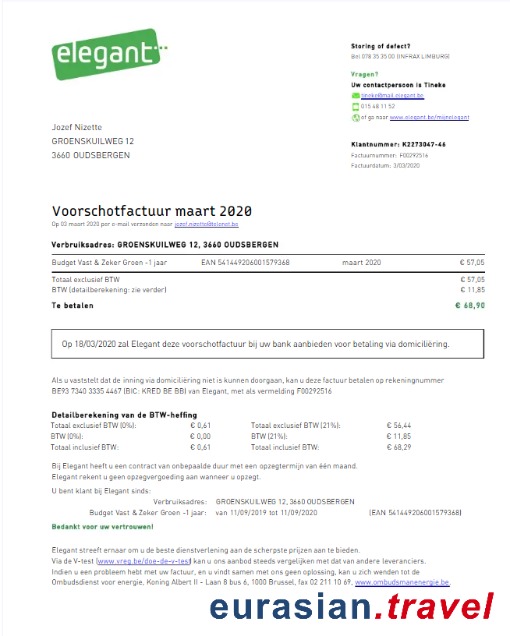 elegant
Storing of defect?
Bel 078 35 35 00 (INFRAX LIMBURG)
Vragen?
Uw contactpersoon is Tineke
tineke@mail.elegant.be
015 48 11 52
of ga naar www.elegant.be/mijnelegant
Jozef Nizette
GROENSKUILWEG 12
3660 OUDSBERGEN
Klantnummer: K2273047-46
Factuurnummer: F00292516
Factuurdatum: 3/03/2020
Voorschotfactuur maart 2020
Op 03 maart 2020 per e-mail verzonden naar jozef.nizette@telenet.be
Verbruiksadres: GROENSKUILWEG 12, 3660 OUDSBERGEN
Budget Vast & Zeker Groen -1 jaar EAN 541449206001579368 maart 2020 € 57,05
Totaal exclusief BTW € 57,05
BTW (detailberekening: zie verder) € 11,85
Te betalen € 68,90
Op 18/03/2020 zal Elegant deze voorschotfactuur bij uw bank aanbieden voor betaling via domiciliëring.
Als u vaststelt dat de inning via domiciliëring niet is kunnen doorgaan, kan u deze factuur betalen op rekeningnummer
BE93 7340 3335 4467 (BIC: KRED BE BB) van Elegant, met als vermelding F00292516
Detailberekening van de BTW-heffing
Totaal exclusief BTW (0%): € 0,61 Totaal exclusief BTW (21%): € 56,44
BTW (0%): € 0,00 BTW (21%): € 11,85
Totaal inclusief BTW: € 0,61 Totaal inclusief BTW: € 68,29
Bij Elegant heeft u een contract van onbepaalde duur met een opzegtermijn van één maand.
Elegant rekent u geen opzegvergoeding aan wanneer u opzegt.
U bent klant bij Elegant sinds:
Verbruiksadres: GROENSKUILWEG 12, 3660 OUDSBERGEN
Budget Vast & Zeker Groen -1 jaar: van 11/09/2019 tot 11/09/2020 (EAN 541449206001579368)
Bedankt voor uw vertrouwen!
Elegant streeft ernaar om u de beste dienstverlening aan de scherpste prijzen aan te bieden.
Via de V-test (www.vreg.be/doe-de-v-test) kan u ons aanbod steeds vergelijken met dat van andere leveranciers.
Indien u een probleem hebt met uw factuur, en u vindt samen met ons geen oplossing, kan u zich wenden tot de
Ombudsdienst voor energie, Koning Albert II - Laan 8 bus 6, 1000 Brussel, fax 02 211 10 69, www.ombudsmanenergie.be.
eurasian.travel